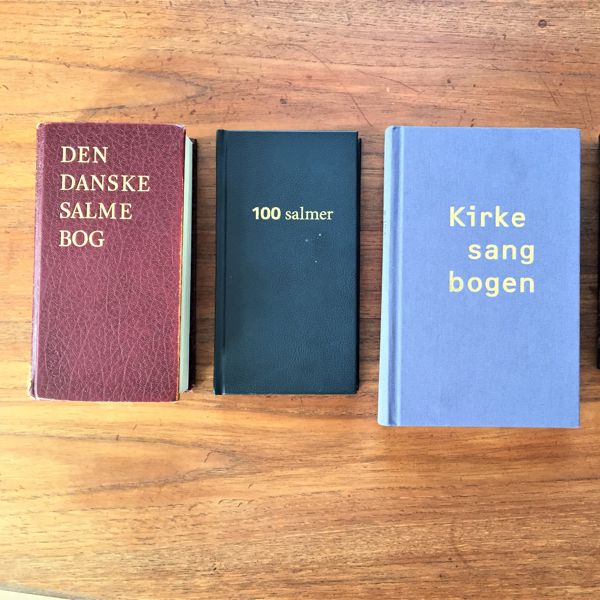 DEN
DANSKE
SALME
BOG
100 salmer
Kirke
sang
bogen